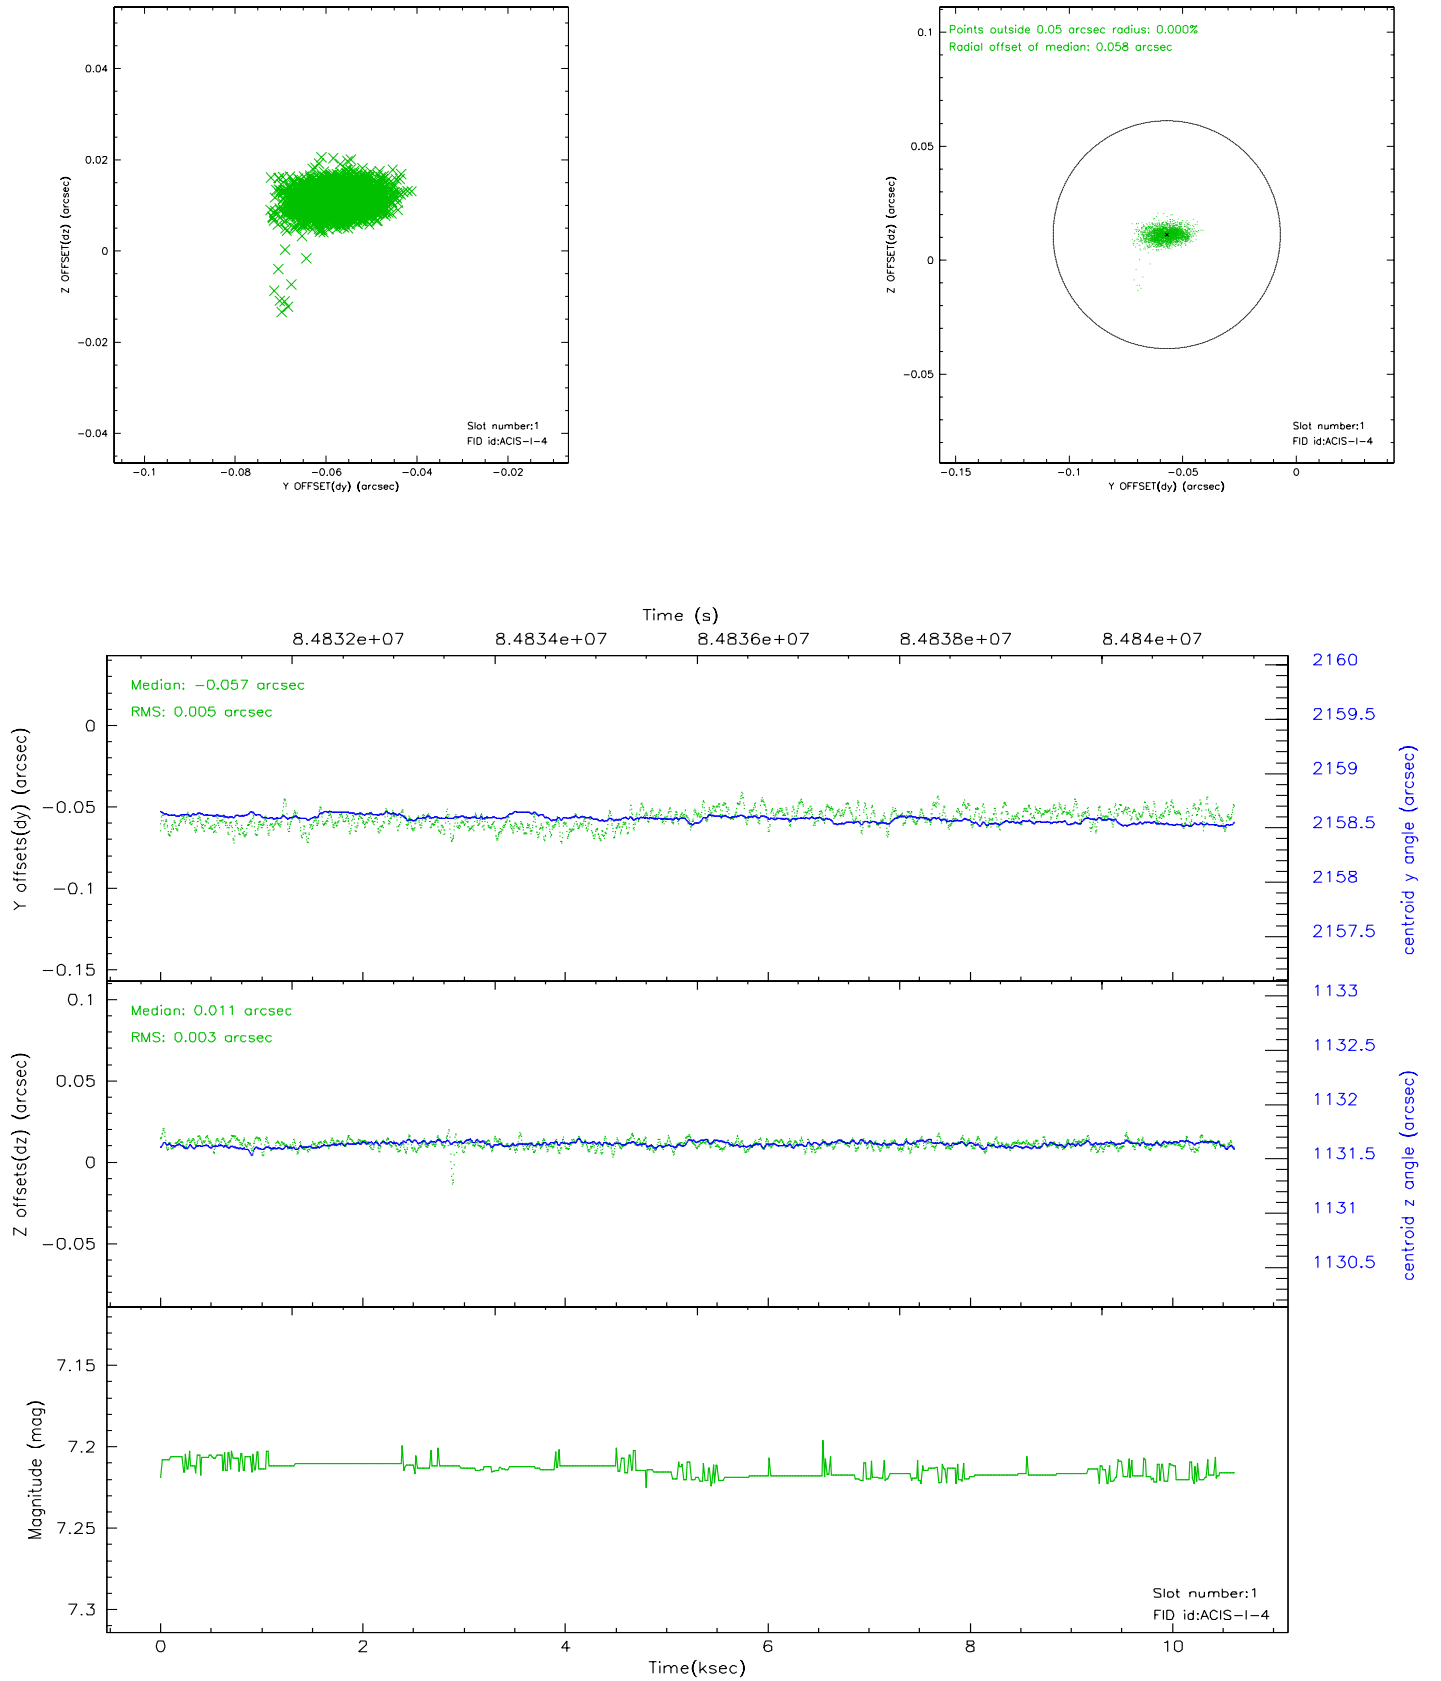 0.04
0.02
0
−0.02
−0.04
Z OFFSET(dz) (arcsec)
Slot number:1
FID id:ACIS−I−4
−0.1 −0.08 −0.06 −0.04 −0.02
Y OFFSET(dy) (arcsec)
Points outside 0.05 arcsec radius: 0.000%
Radial offset of median: 0.058 arcsec
0.1
0.05
0
−0.05
Z OFFSET(dz) (arcsec)
Slot number:1
FID id:ACIS−I−4
−0.15 −0.1 −0.05 0
Y OFFSET(dy) (arcsec)
Time (s)
8.4832e+07 8.4834e+07 8.4836e+07 8.4838e+07 8.484e+07
Median: −0.057 arcsec
RMS: 0.005 arcsec
0
−0.05
−0.1
−0.15
Y offsets(dy) (arcsec)
2160
2159.5
2159
2158.5
2158
2157.5
centroid y angle (arcsec)
Median: 0.011 arcsec
RMS: 0.003 arcsec
0.1
0.05
0
−0.05
Z offsets(dz) (arcsec)
1133
1132.5
1132
1131.5
1131
1130.5
centroid z angle (arcsec)
7.15
7.2
7.25
7.3
Magnitude (mag)
Slot number:1
FID id:ACIS−I−4
0 2 4 6 8 10
Time(ksec)